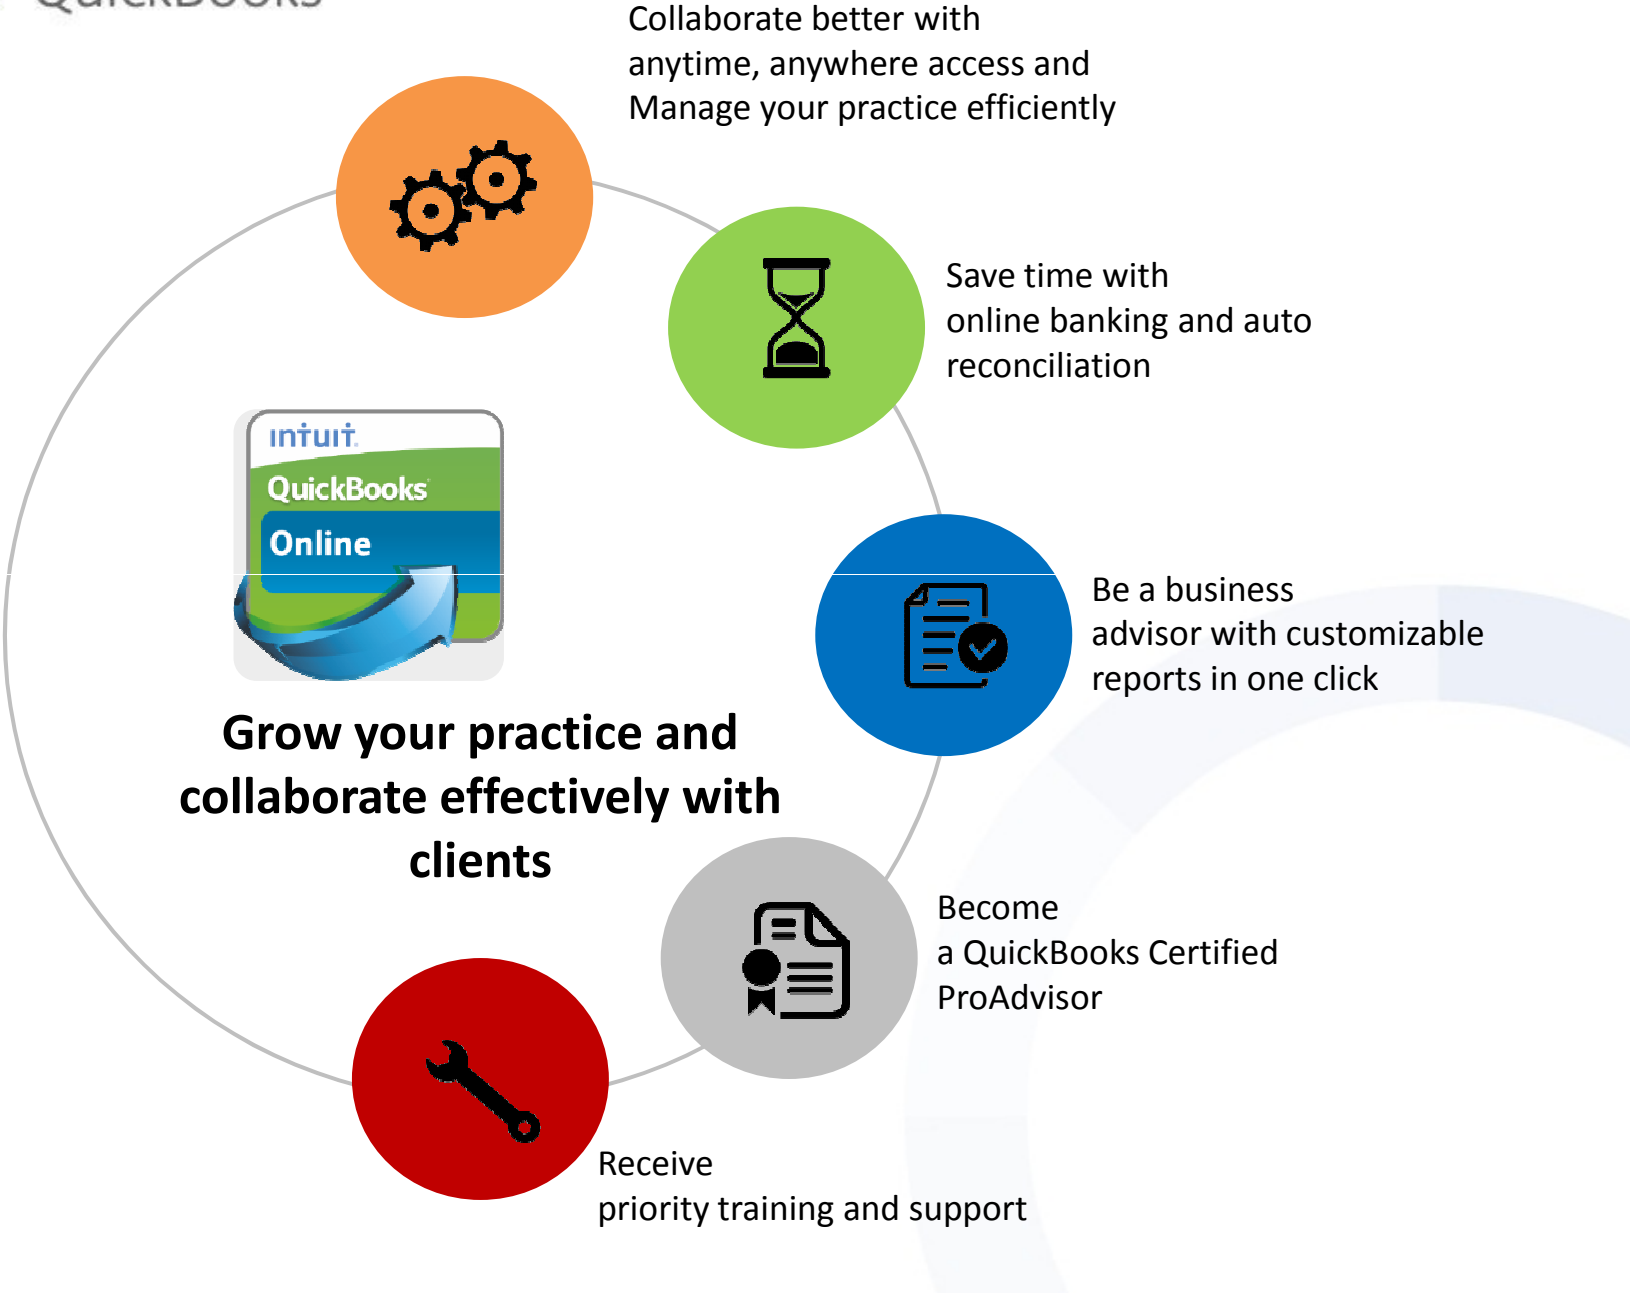 QuickBooks
Collaborate better with
anytime, anywhere access and
Manage your practice efficiently
Save time with
online banking and auto
reconciliation
intuit.
QuickBooks
Online
Be a business
advisor with customizable
reports in one click
Grow your practice and
collaborate effectively with
clients
Become
a QuickBooks Certified
ProAdvisor
Receive
priority training and support